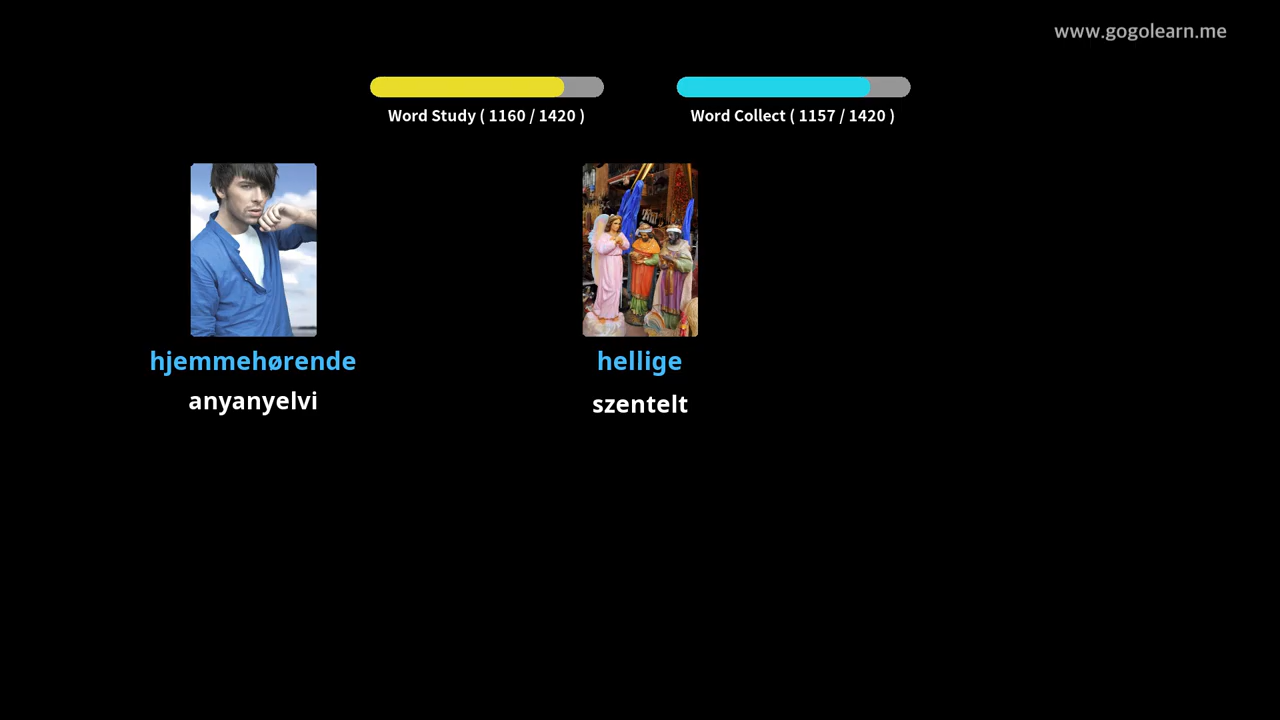 www.gogolearn.me
Word Study ( 1160 / 1420 )
Word Collect ( 1157 / 1420 )
hjemmehørende
anyanyelvi
hellige
szentelt